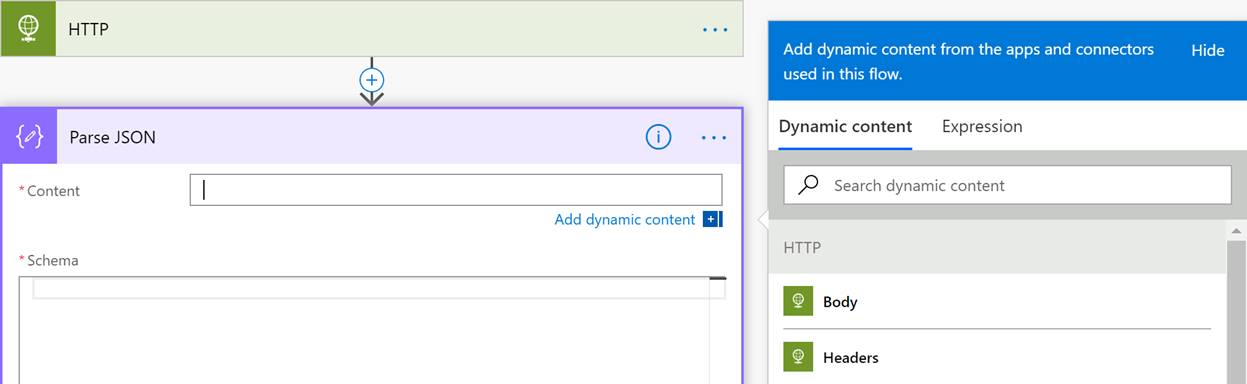 HTTP
Parse JSON
* Content
Add dynamic content
* Schema
Add dynamic content from the apps and connectors
used in this flow.
Hide
Dynamic content
Expression
Search dynamic content
HTTP
Body
Headers